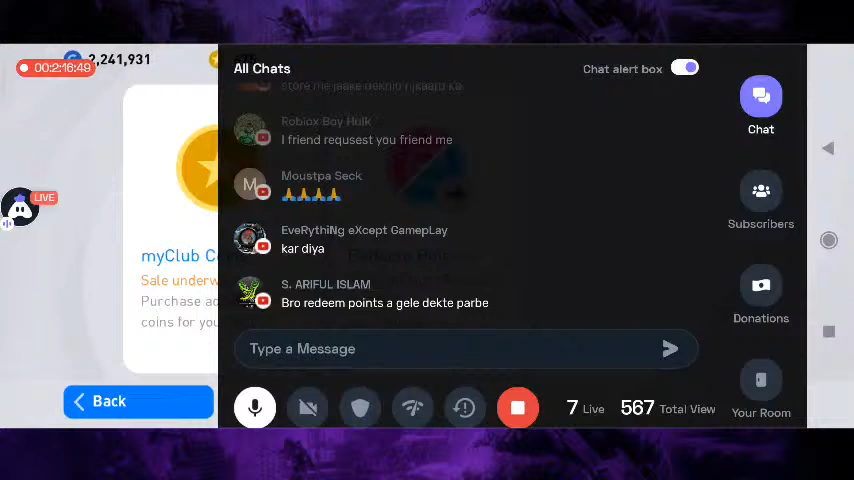 2,241,931
00:2:16:49
All Chats
Chat alert box
Roblox Boy Hulk
I friend requsest you friend me
Chat
LIVE
M
Moustpa Seck
🙏🙏🙏🙏
Subscribers
EveRythiNg eXcept GamepLay
kar diya
myClub Co
Sale underw
S. ARIFUL ISLAM
Bro redeem points a gele dekte parbe
Purchase ad
coins for you
Donations
Type a Message
Back
7 Live
567 Total View
Your Room